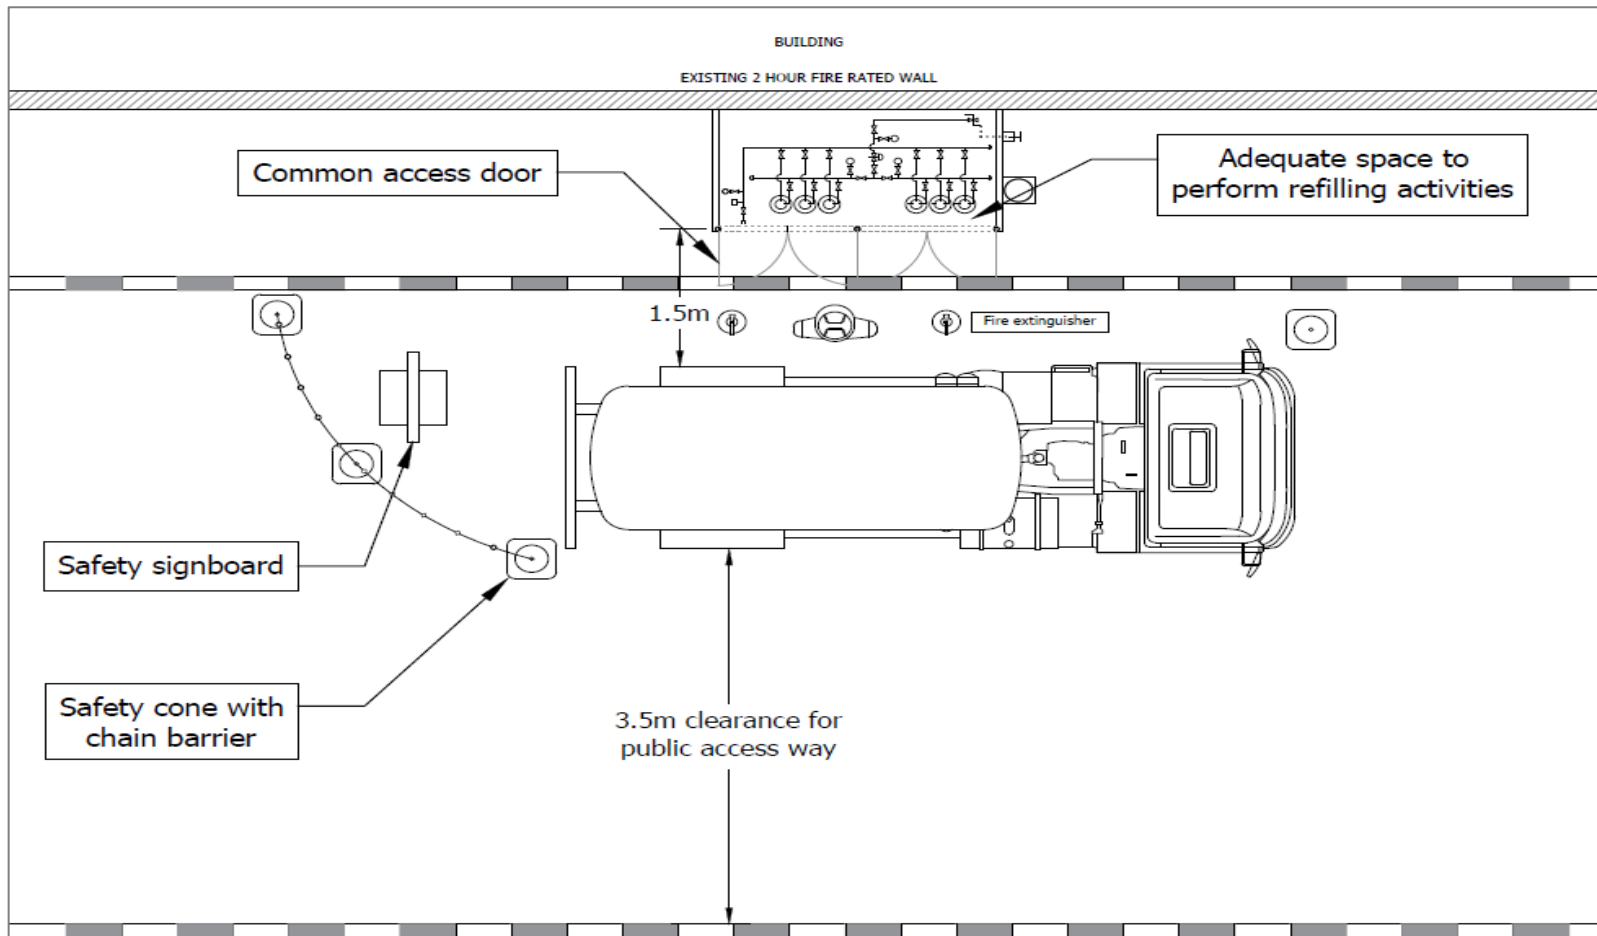 BUILDING
EXISTING 2 HOUR FIRE RATED WALL
Common access door
Adequate space to
perform refilling activities
1.5m
Fire extinguisher
Safety signboard
Safety cone with
chain barrier
3.5m clearance for
public access way